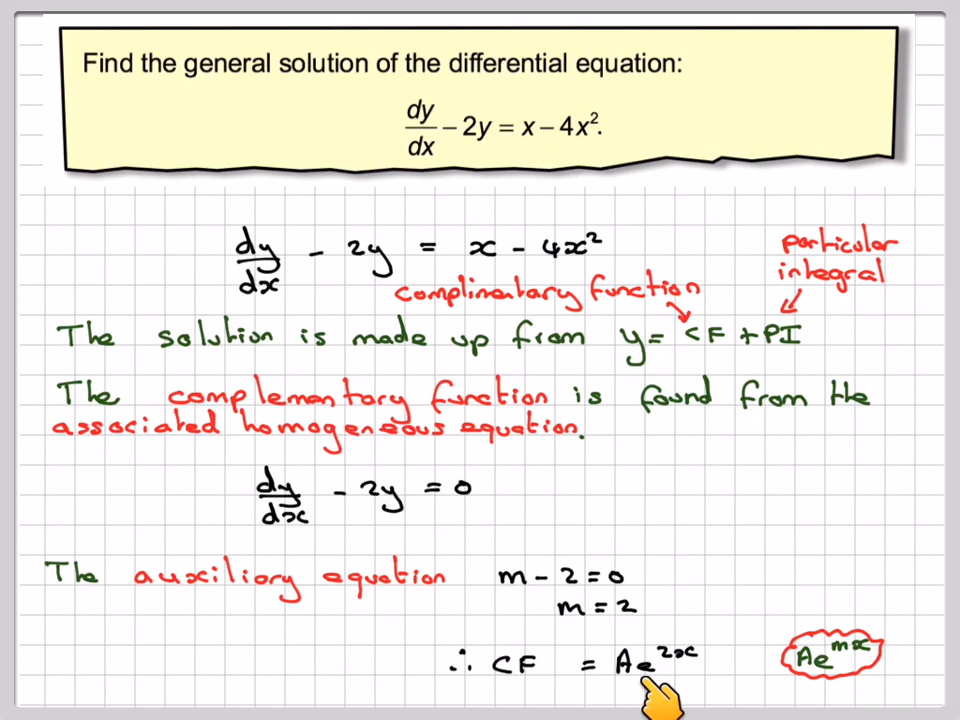 Find the general solution of the differential equation:
dy/dx − 2y = x − 4x².
dy/dx − 2y = x − 4x²
particular
integral
complimentary function
The solution is made up from y = CF + PI
The complementary function is found from the
associated homogeneous equation.
dy/dx − 2y = 0
The auxiliory equation m − 2 = 0
m = 2
∴ CF = Ae^2x
Ae^mx